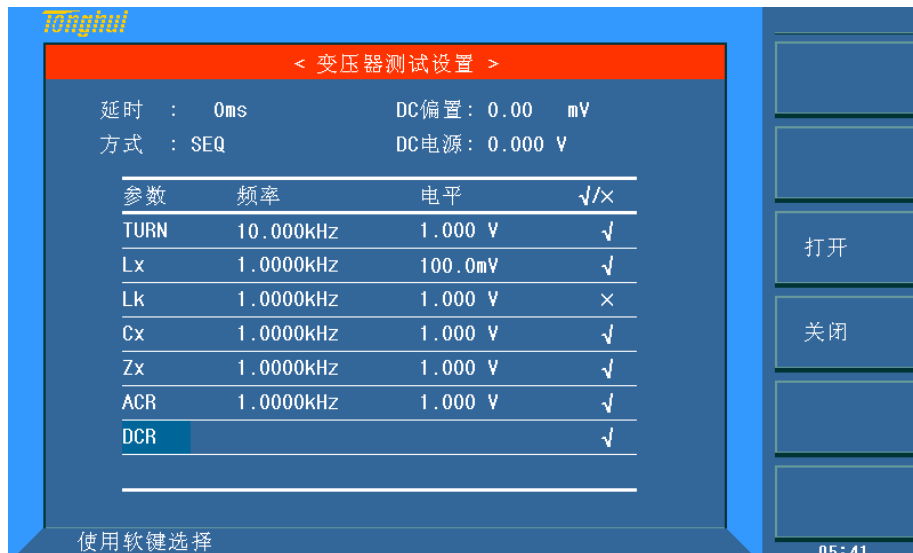 Tonghui
< 变压器测试设置 >
延时 : 0ms DC偏置: 0.00 mV
方式 : SEQ DC电源: 0.000 V
参数 频率 电平 √/×
TURN 10.000kHz 1.000 V √
Lx 1.0000kHz 100.0mV √
Lk 1.0000kHz 1.000 V ×
Cx 1.0000kHz 1.000 V √
Zx 1.0000kHz 1.000 V √
ACR 1.0000kHz 1.000 V √
DCR √
打开
关闭
使用软键选择
05:41